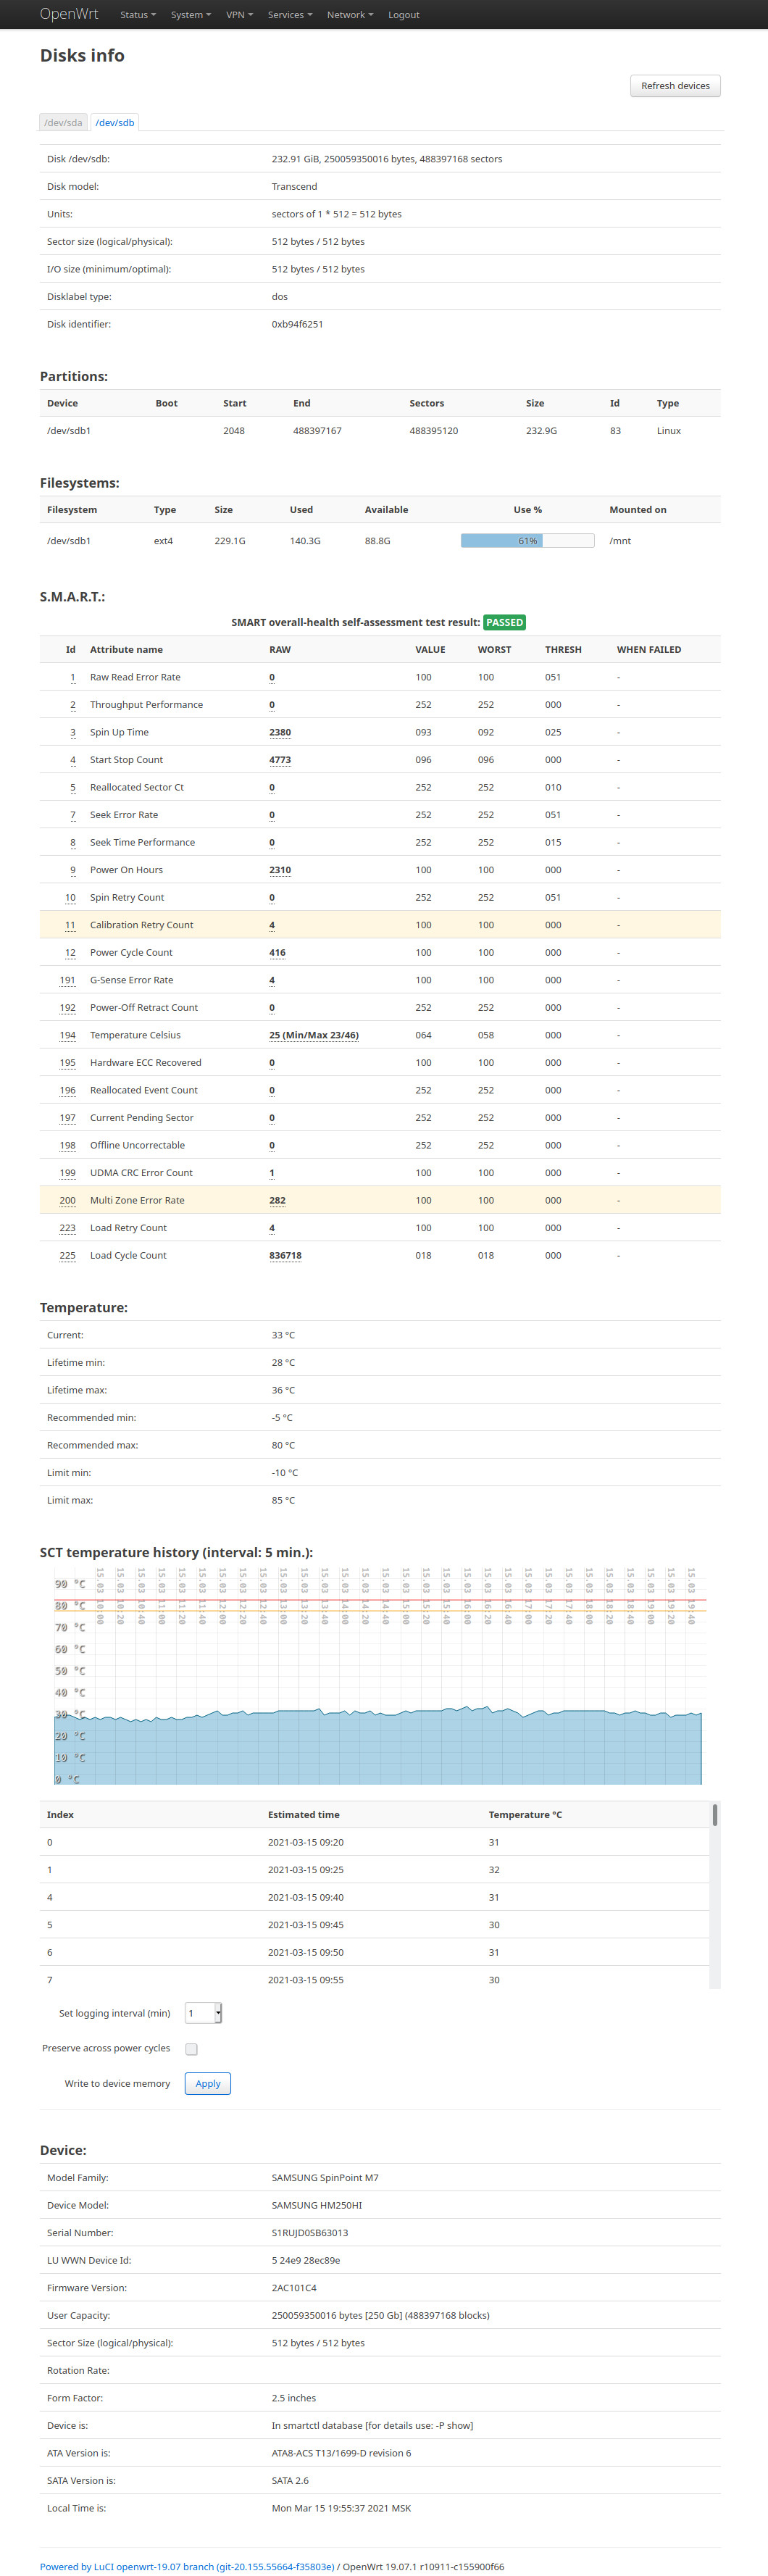 OpenWrt Status System VPN Services Network Logout
Disks info
Refresh devices
/dev/sda /dev/sdb
Disk /dev/sdb: 232.91 GiB, 250059350016 bytes, 488397168 sectors
Disk model: Transcend
Units: sectors of 1 * 512 = 512 bytes
Sector size (logical/physical): 512 bytes / 512 bytes
I/O size (minimum/optimal): 512 bytes / 512 bytes
Disklabel type: dos
Disk identifier: 0xb94f6251
Partitions:
Device Boot Start End Sectors Size Id Type
/dev/sdb1 2048 488397167 488395120 232.9G 83 Linux
Filesystems:
Filesystem Type Size Used Available Use % Mounted on
/dev/sdb1 ext4 229.1G 140.3G 88.8G 61% /mnt
S.M.A.R.T.:
SMART overall-health self-assessment test result: PASSED
Id Attribute name RAW VALUE WORST THRESH WHEN FAILED
1 Raw Read Error Rate 0 100 100 051 -
2 Throughput Performance 0 252 252 000 -
3 Spin Up Time 2380 093 092 025 -
4 Start Stop Count 4773 096 096 000 -
5 Reallocated Sector Ct 0 252 252 010 -
7 Seek Error Rate 0 252 252 051 -
8 Seek Time Performance 0 252 252 015 -
9 Power On Hours 2310 100 100 000 -
10 Spin Retry Count 0 252 252 051 -
11 Calibration Retry Count 4 100 100 000 -
12 Power Cycle Count 416 100 100 000 -
191 G-Sense Error Rate 4 100 100 000 -
192 Power-Off Retract Count 0 252 252 000 -
194 Temperature Celsius 25 (Min/Max 23/46) 064 058 000 -
195 Hardware ECC Recovered 0 100 100 000 -
196 Reallocated Event Count 0 252 252 000 -
197 Current Pending Sector 0 252 252 000 -
198 Offline Uncorrectable 0 252 252 000 -
199 UDMA CRC Error Count 1 100 100 000 -
200 Multi Zone Error Rate 282 100 100 000 -
223 Load Retry Count 4 100 100 000 -
225 Load Cycle Count 836718 018 018 000 -
Temperature:
Current: 33 °C
Lifetime min: 28 °C
Lifetime max: 36 °C
Recommended min: -5 °C
Recommended max: 80 °C
Limit min: -10 °C
Limit max: 85 °C
SCT temperature history (interval: 5 min.):
90 °C
80 °C
70 °C
60 °C
50 °C
40 °C
30 °C
20 °C
10 °C
0 °C
15.03 10:00
15.03 10:20
15.03 10:40
15.03 11:00
15.03 11:20
15.03 11:40
15.03 12:00
15.03 12:20
15.03 12:40
15.03 13:00
15.03 13:20
15.03 13:40
15.03 14:00
15.03 14:20
15.03 14:40
15.03 15:00
15.03 15:20
15.03 15:40
15.03 16:00
15.03 16:20
15.03 16:40
15.03 17:00
15.03 17:20
15.03 17:40
15.03 18:00
15.03 18:20
15.03 18:40
15.03 19:00
15.03 19:20
15.03 19:40
Index Estimated time Temperature °C
0 2021-03-15 09:20 31
1 2021-03-15 09:25 32
4 2021-03-15 09:40 31
5 2021-03-15 09:45 30
6 2021-03-15 09:50 31
7 2021-03-15 09:55 30
Set logging interval (min) 1
Preserve across power cycles
Write to device memory Apply
Device:
Model Family: SAMSUNG SpinPoint M7
Device Model: SAMSUNG HM250HI
Serial Number: S1RUJD0SB63013
LU WWN Device Id: 5 24e9 28ec89e
Firmware Version: 2AC101C4
User Capacity: 250059350016 bytes [250 Gb] (488397168 blocks)
Sector Size (logical/physical): 512 bytes / 512 bytes
Rotation Rate:
Form Factor: 2.5 inches
Device is: In smartctl database [for details use: -P show]
ATA Version is: ATA8-ACS T13/1699-D revision 6
SATA Version is: SATA 2.6
Local Time is: Mon Mar 15 19:55:37 2021 MSK
Powered by LuCI openwrt-19.07 branch (git-20.155.55664-f35803e) / OpenWrt 19.07.1 r10911-c155900f66